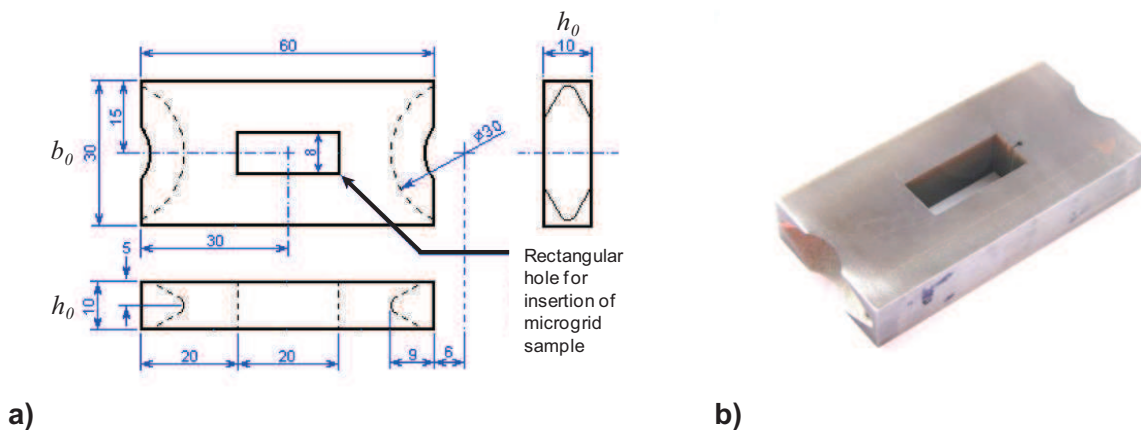 h₀
60
10
15
b₀
30
8
ø30
30
5
h₀
10
20
20
9
6
Rectangular
hole for
insertion of
microgrid
sample
a)
b)